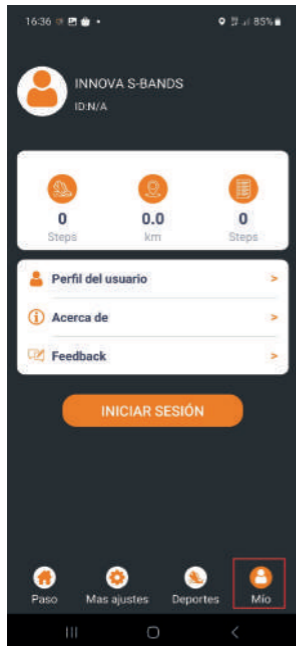 16:36 85%
INNOVA S-BANDS
ID:N/A
0 0.0 0
Steps km Steps
Perfil del usuario >
Acerca de >
Feedback >
INICIAR SESIÓN
Paso Mas ajustes Deportes Mío